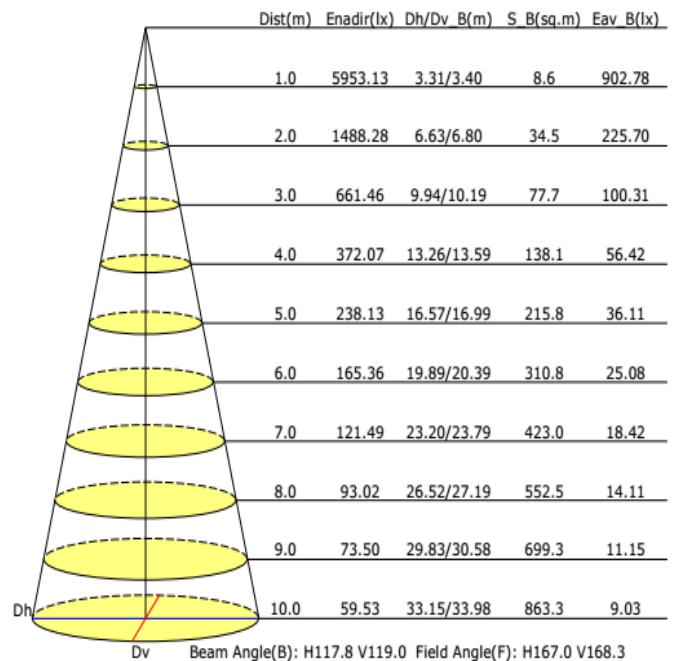 Dist(m) Enadir(lx) Dh/Dv_B(m) S_B(sq.m) Eav_B(lx)
1.0 5953.13 3.31/3.40 8.6 902.78
2.0 1488.28 6.63/6.80 34.5 225.70
3.0 661.46 9.94/10.19 77.7 100.31
4.0 372.07 13.26/13.59 138.1 56.42
5.0 238.13 16.57/16.99 215.8 36.11
6.0 165.36 19.89/20.39 310.8 25.08
7.0 121.49 23.20/23.79 423.0 18.42
8.0 93.02 26.52/27.19 552.5 14.11
9.0 73.50 29.83/30.58 699.3 11.15
Dh 10.0 59.53 33.15/33.98 863.3 9.03
Dv Beam Angle(B): H117.8 V119.0 Field Angle(F): H167.0 V168.3